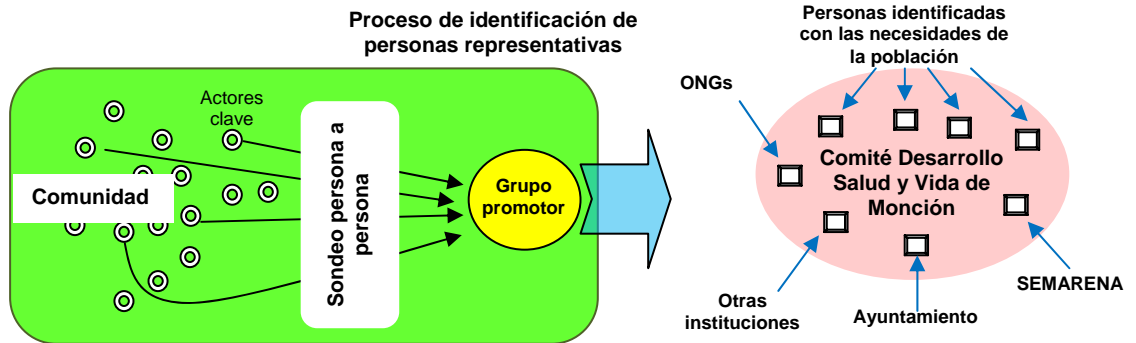 Proceso de identificación de
personas representativas
Actores
clave
Comunidad
Sondeo persona a
persona
Grupo
promotor
Personas identificadas
con las necesidades de
la población
ONGs
Comité Desarrollo
Salud y Vida de
Monción
SEMARENA
Otras
instituciones
Ayuntamiento